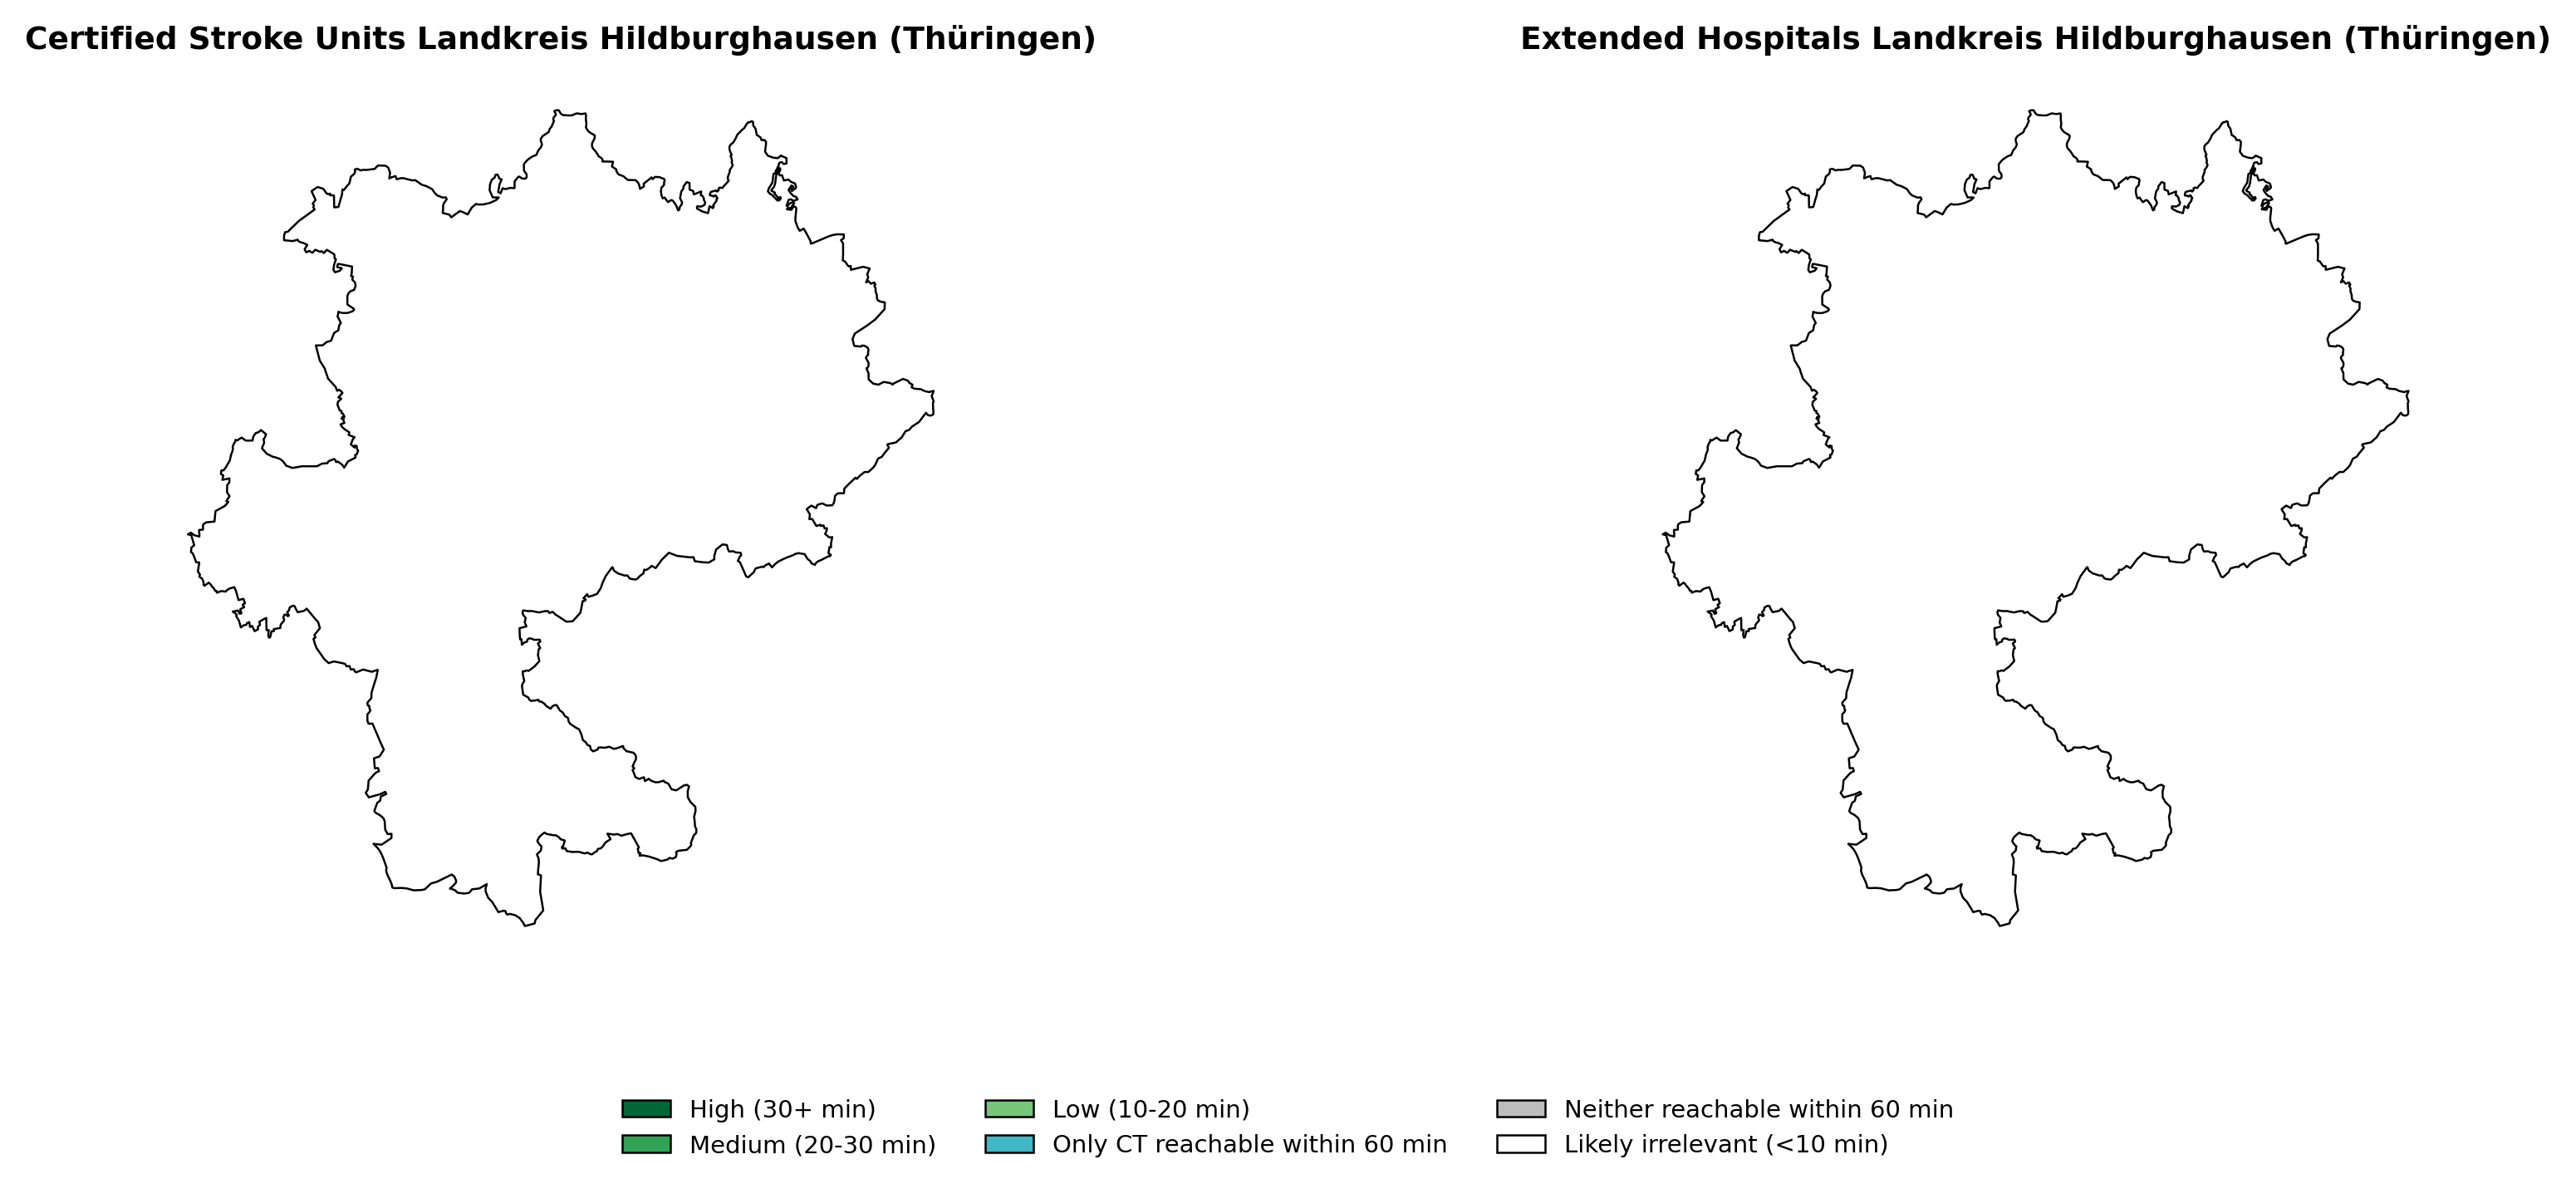 Certified Stroke Units Landkreis Hildburghausen (Thüringen)
Extended Hospitals Landkreis Hildburghausen (Thüringen)
High (30+ min)
Medium (20-30 min)
Low (10-20 min)
Only CT reachable within 60 min
Neither reachable within 60 min
Likely irrelevant (<10 min)